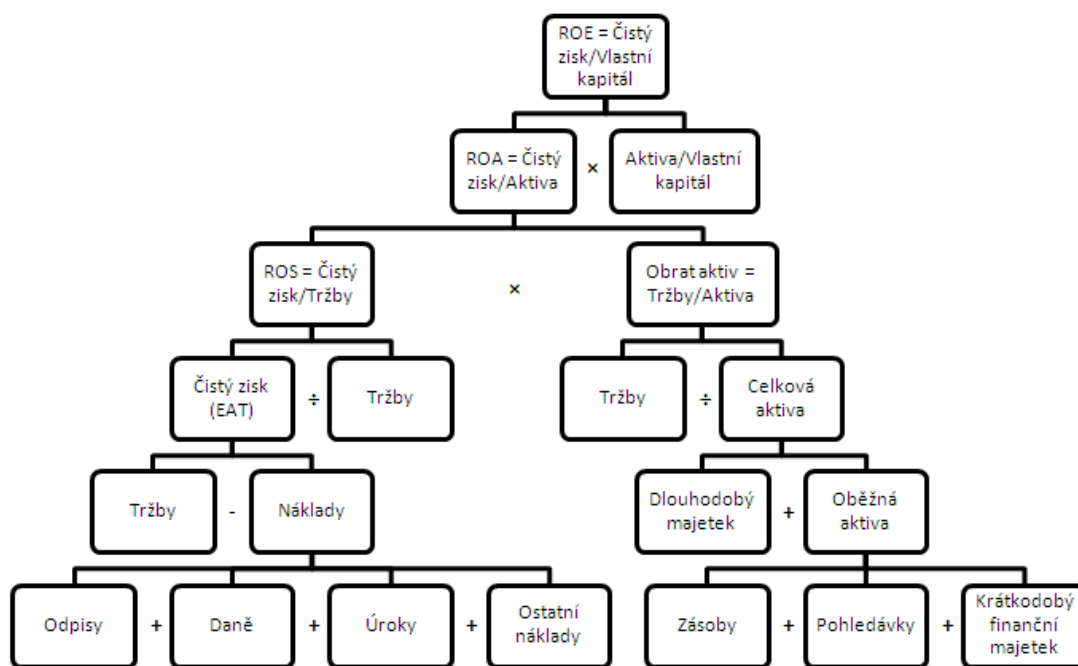 ROE = Čistý
zisk/Vlastní
kapitál
ROA = Čistý
zisk/Aktiva
×
Aktiva/Vlastní
kapitál
ROS = Čistý
zisk/Tržby
×
Obrat aktiv =
Tržby/Aktiva
Čistý zisk
(EAT)
÷
Tržby
Tržby
÷
Celková
aktiva
Tržby
-
Náklady
Dlouhodobý
majetek
+
Oběžná
aktiva
Odpisy
+
Daně
+
Úroky
+
Ostatní
náklady
Zásoby
+
Pohledávky
+
Krátkodobý
finanční
majetek